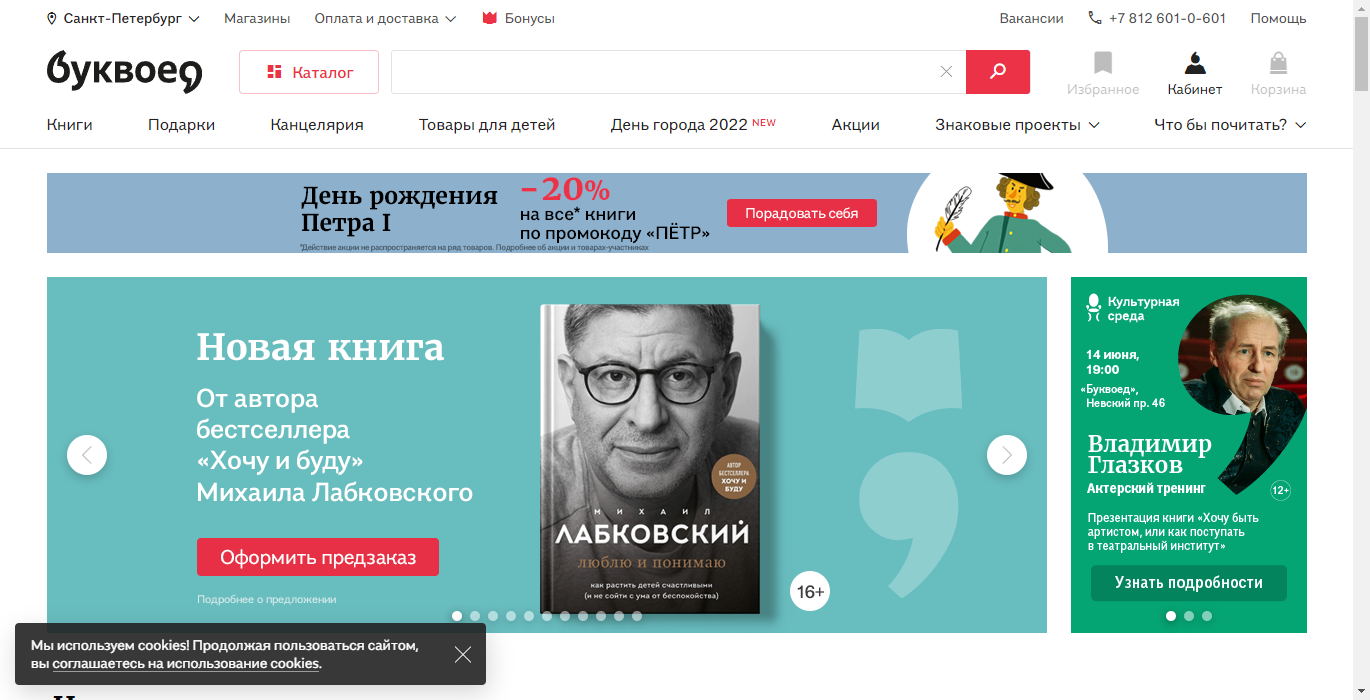 Санкт-Петербург
Магазины
Оплата и доставка
Бонусы
Вакансии
+7 812 601-0-601
Помощь
буквоед
Каталог
Избранное
Кабинет
Корзина
Книги
Подарки
Канцелярия
Товары для детей
День города 2022 NEW
Акции
Знаковые проекты
Что бы почитать?
День рождения
Петра I
–20%
на все* книги
по промокоду «ПЁТР»
*Действие акции не распространяется на ряд товаров. Подробнее об акции и товарах-участниках
Порадовать себя
Новая книга
От автора
бестселлера
«Хочу и буду»
Михаила Лабковского
Оформить предзаказ
Подробнее о предложении
АВТОР
БЕСТСЕЛЛЕРА
ХОЧУ И
БУДУ
МИХАИЛ
ЛАБКОВСКИЙ
люблю и понимаю
как растить детей счастливыми
(и не сойти с ума от беспокойства)
16+
Культурная
среда
14 июня,
19:00
«Буквоед»,
Невский пр. 46
Владимир
Глазков
Актерский тренинг
12+
Презентация книги «Хочу быть
артистом, или как поступать
в театральный институт»
Узнать подробности
Мы используем cookies! Продолжая пользоваться сайтом,
вы соглашаетесь на использование cookies.